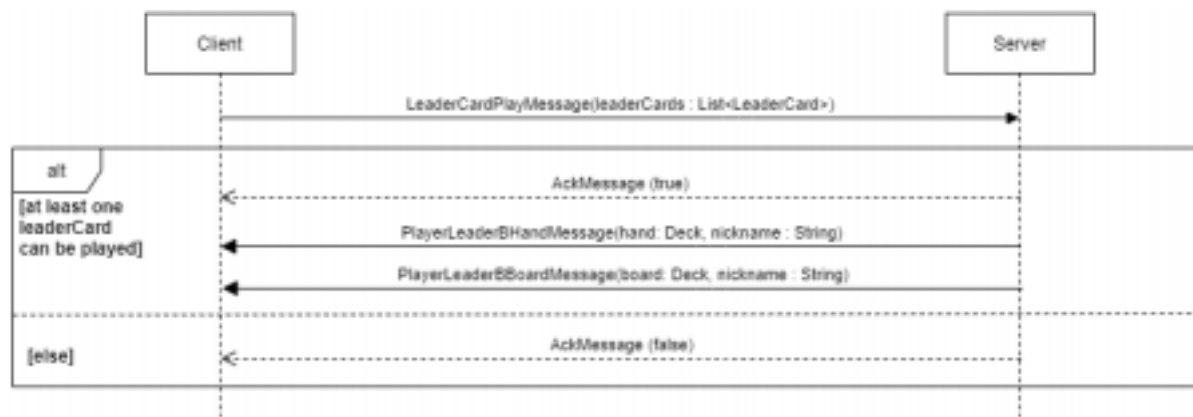 Client
Server
LeaderCardPlayMessage(leaderCards : List<LeaderCard>)
alt
AckMessage (true)
[at least one
leaderCard
can be played]
PlayerLeaderBHandMessage(hand: Deck, nickname : String)
PlayerLeaderBBoardMessage(board: Deck, nickname : String)
[else]
AckMessage (false)